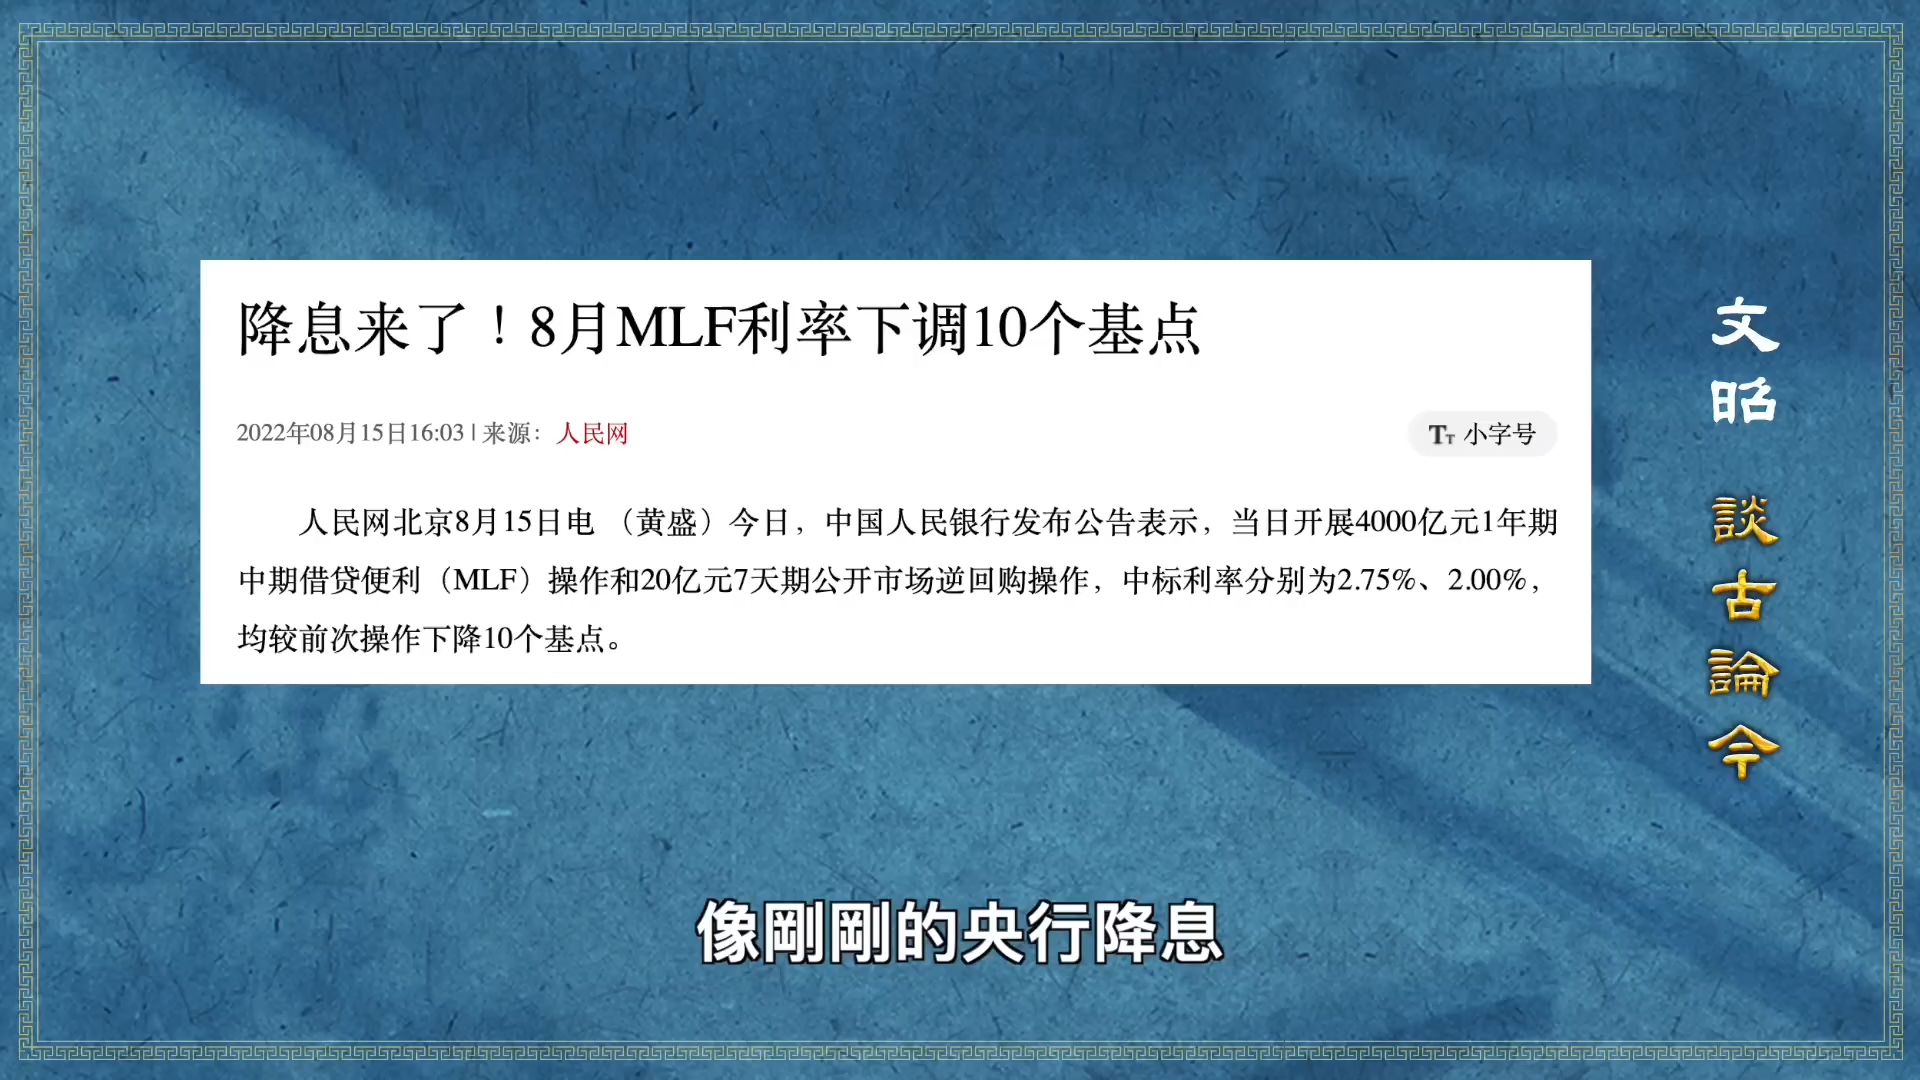 降息来了！8月MLF利率下调10个基点
2022年08月15日16:03 | 来源：人民网
TT 小字号
人民网北京8月15日电 （黄盛）今日，中国人民银行发布公告表示，当日开展4000亿元1年期
中期借贷便利（MLF）操作和20亿元7天期公开市场逆回购操作，中标利率分别为2.75%、2.00%，
均较前次操作下降10个基点。
文昭
談古論今
像剛剛的央行降息